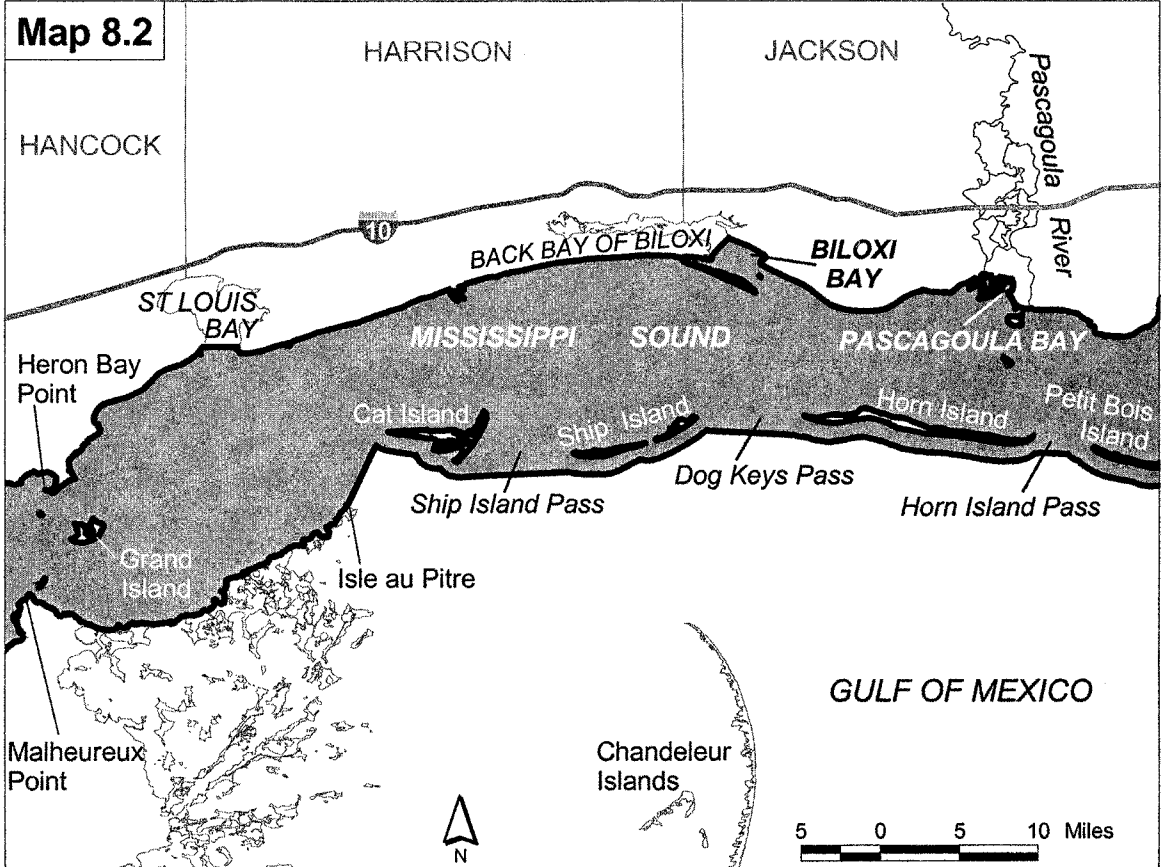 Map 8.2
HARRISON
JACKSON
HANCOCK
Pascagoula
River
10
BACK BAY OF BILOXI
BILOXI
BAY
ST LOUIS
BAY
MISSISSIPPI SOUND
PASCAGOULA BAY
Heron Bay
Point
Cat Island
Ship Island
Horn Island
Petit Bois
Island
Dog Keys Pass
Ship Island Pass
Horn Island Pass
Grand
Island
Isle au Pitre
GULF OF MEXICO
Malheureux
Point
Chandeleur
Islands
N
5 0 5 10 Miles